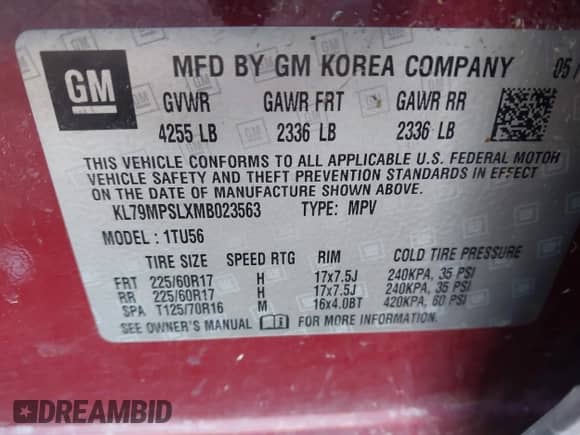 GM
MFD BY GM KOREA COMPANY 05
GVWR GAWR FRT GAWR RR
4255 LB 2336 LB 2336 LB
THIS VEHICLE CONFORMS TO ALL APPLICABLE U.S. FEDERAL MOTOR
VEHICLE SAFETY AND THEFT PREVENTION STANDARDS IN EFFECT
ON THE DATE OF MANUFACTURE SHOWN ABOVE.
KL79MPSLXMB023563 TYPE: MPV
MODEL : 1TU56
TIRE SIZE SPEED RTG RIM COLD TIRE PRESSURE
FRT 225/60R17 H 17x7.5J 240KPA, 35 PSI
RR 225/60R17 H 17x7.5J 240KPA, 35 PSI
SPA T125/70R16 M 16x4.0BT 420KPA, 60 PSI
SEE OWNER'S MANUAL FOR MORE INFORMATION
DREAMBID